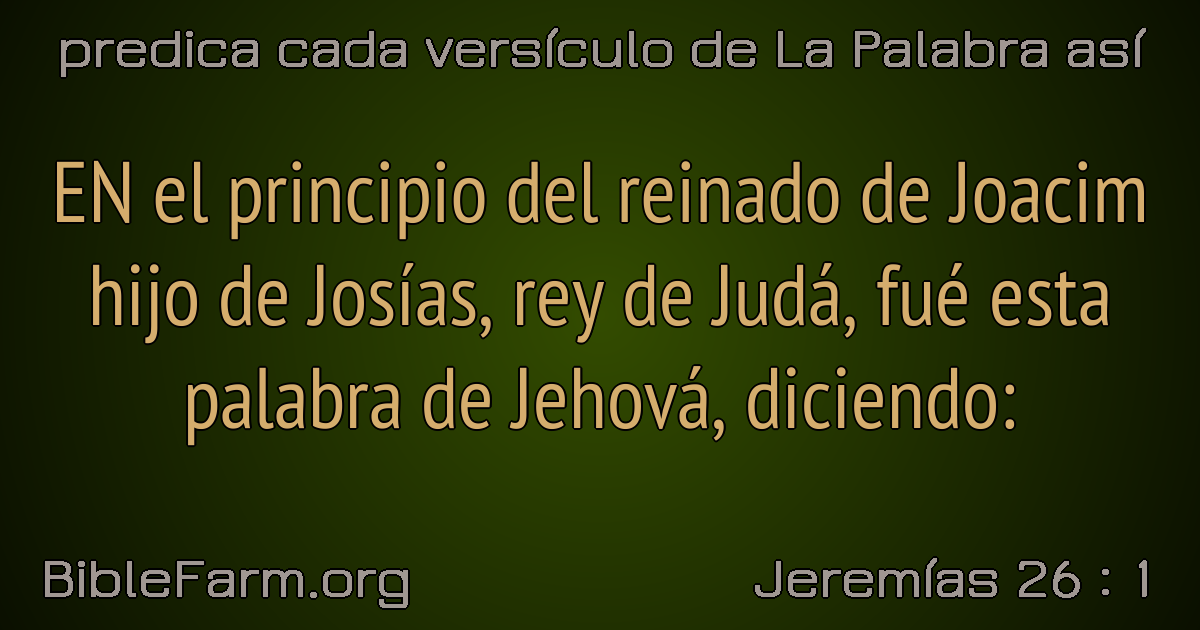 predica cada versículo de La Palabra así
EN el principio del reinado de Joacim
hijo de Josías, rey de Judá, fué esta
palabra de Jehová, diciendo:
BibleFarm.org
Jeremías 26 : 1